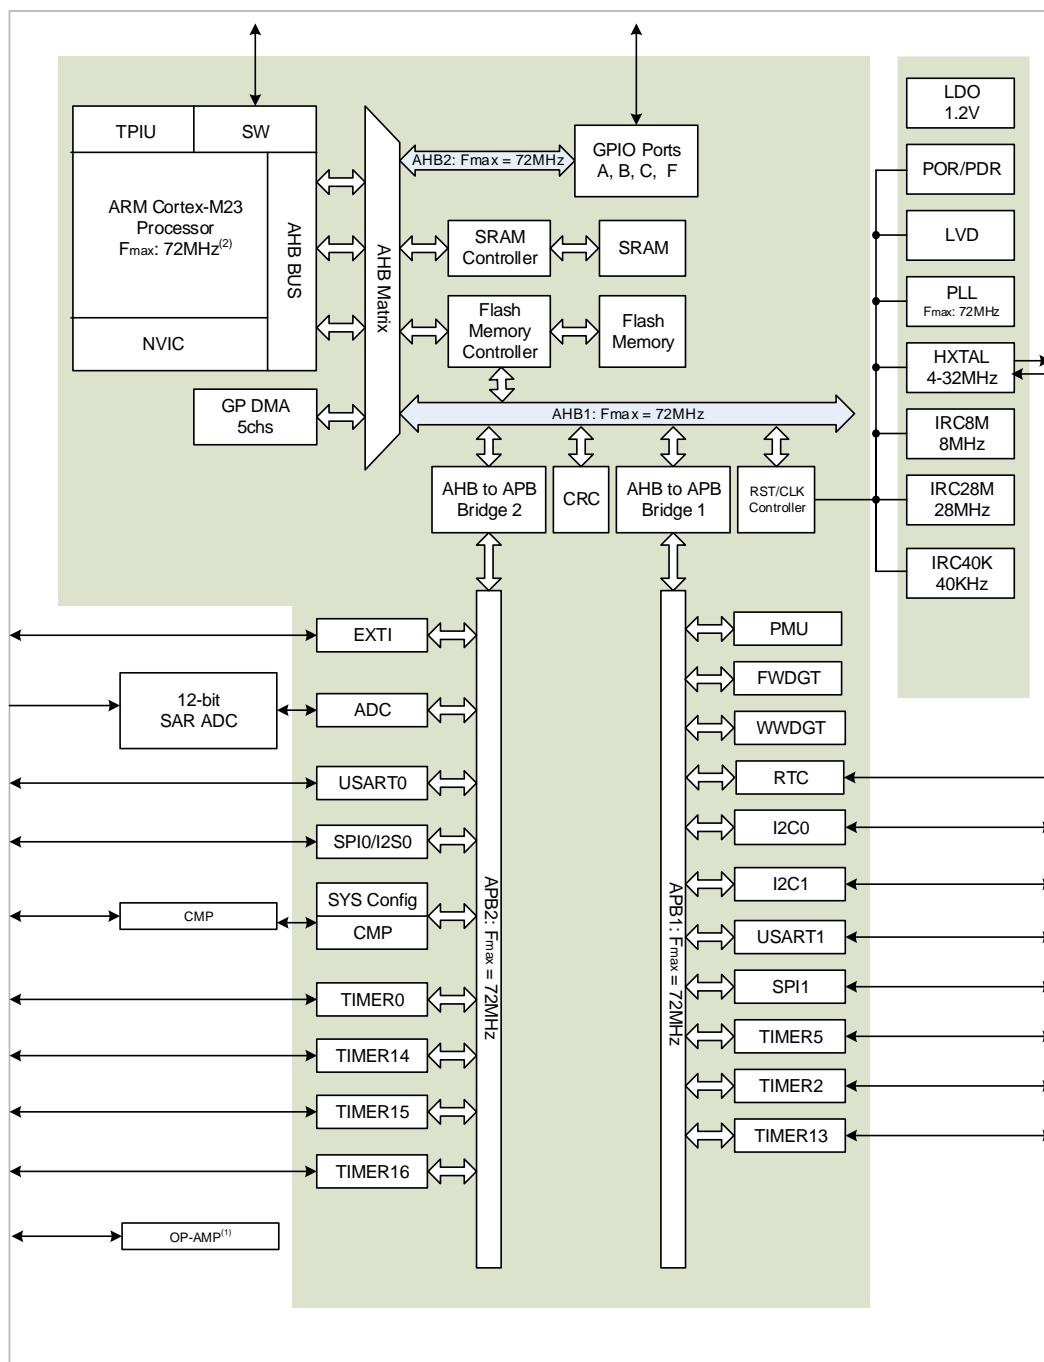 TPIU
SW
ARM Cortex-M23
Processor
Fmax: 72MHz(2)
AHB BUS
NVIC
GP DMA
5chs
AHB Matrix
AHB2: Fmax = 72MHz
GPIO Ports
A, B, C, F
SRAM
Controller
SRAM
Flash
Memory
Controller
Flash
Memory
AHB1: Fmax = 72MHz
AHB to APB
Bridge 2
CRC
AHB to APB
Bridge 1
RST/CLK
Controller
LDO
1.2V
POR/PDR
LVD
PLL
Fmax: 72MHz
HXTAL
4-32MHz
IRC8M
8MHz
IRC28M
28MHz
IRC40K
40KHz
EXTI
12-bit
SAR ADC
ADC
USART0
SPI0/I2S0
SYS Config
CMP
CMP
TIMER0
TIMER14
TIMER15
TIMER16
OP-AMP(1)
APB2: Fmax = 72MHz
APB1: Fmax = 72MHz
PMU
FWDGT
WWDGT
RTC
I2C0
I2C1
USART1
SPI1
TIMER5
TIMER2
TIMER13